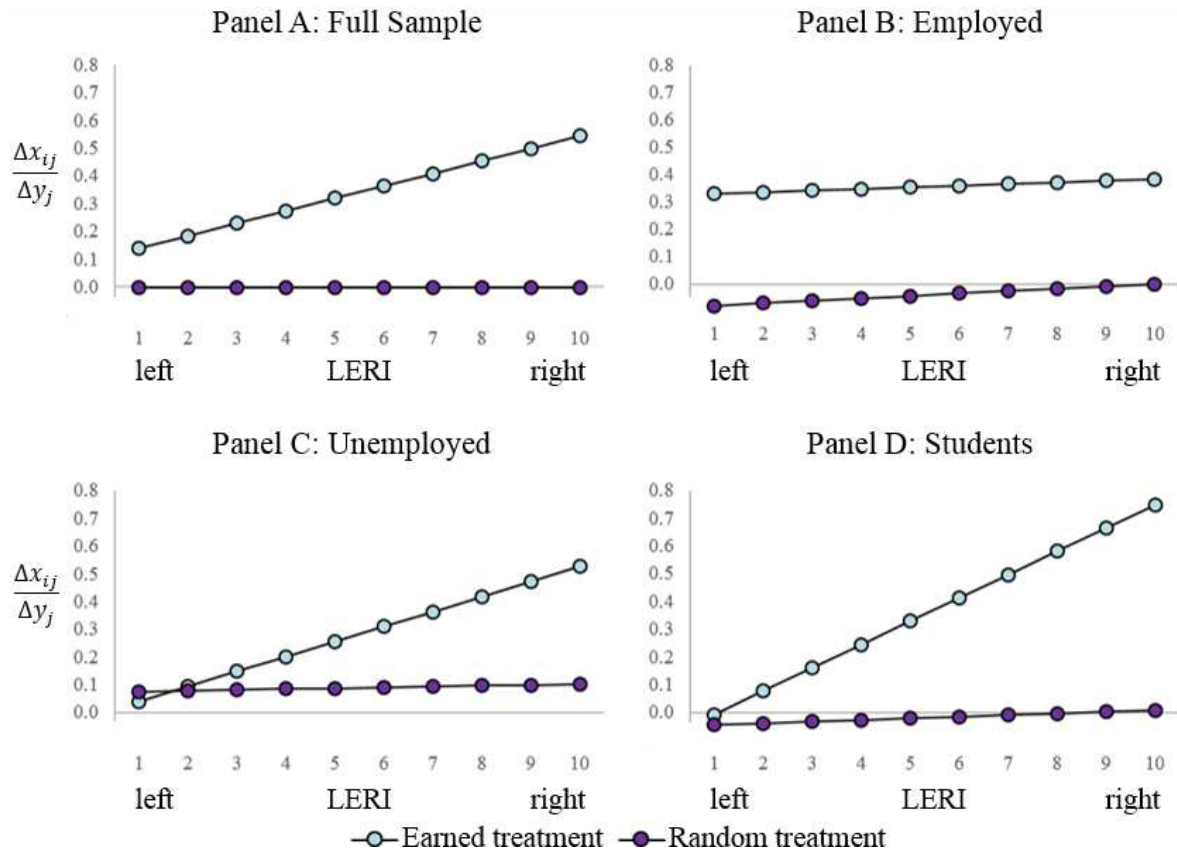 Panel A: Full Sample
0.8
0.7
0.6
0.5
0.4
0.3
0.2
0.1
0.0
Δx_ij
Δy_j
1 2 3 4 5 6 7 8 9 10
left LERI right
Panel B: Employed
0.8
0.7
0.6
0.5
0.4
0.3
0.2
0.1
0.0
1 2 3 4 5 6 7 8 9 10
left LERI right
Panel C: Unemployed
0.8
0.7
0.6
0.5
0.4
0.3
0.2
0.1
0.0
Δx_ij
Δy_j
1 2 3 4 5 6 7 8 9 10
left LERI right
Panel D: Students
0.8
0.7
0.6
0.5
0.4
0.3
0.2
0.1
0.0
1 2 3 4 5 6 7 8 9 10
left LERI right
Earned treatment Random treatment